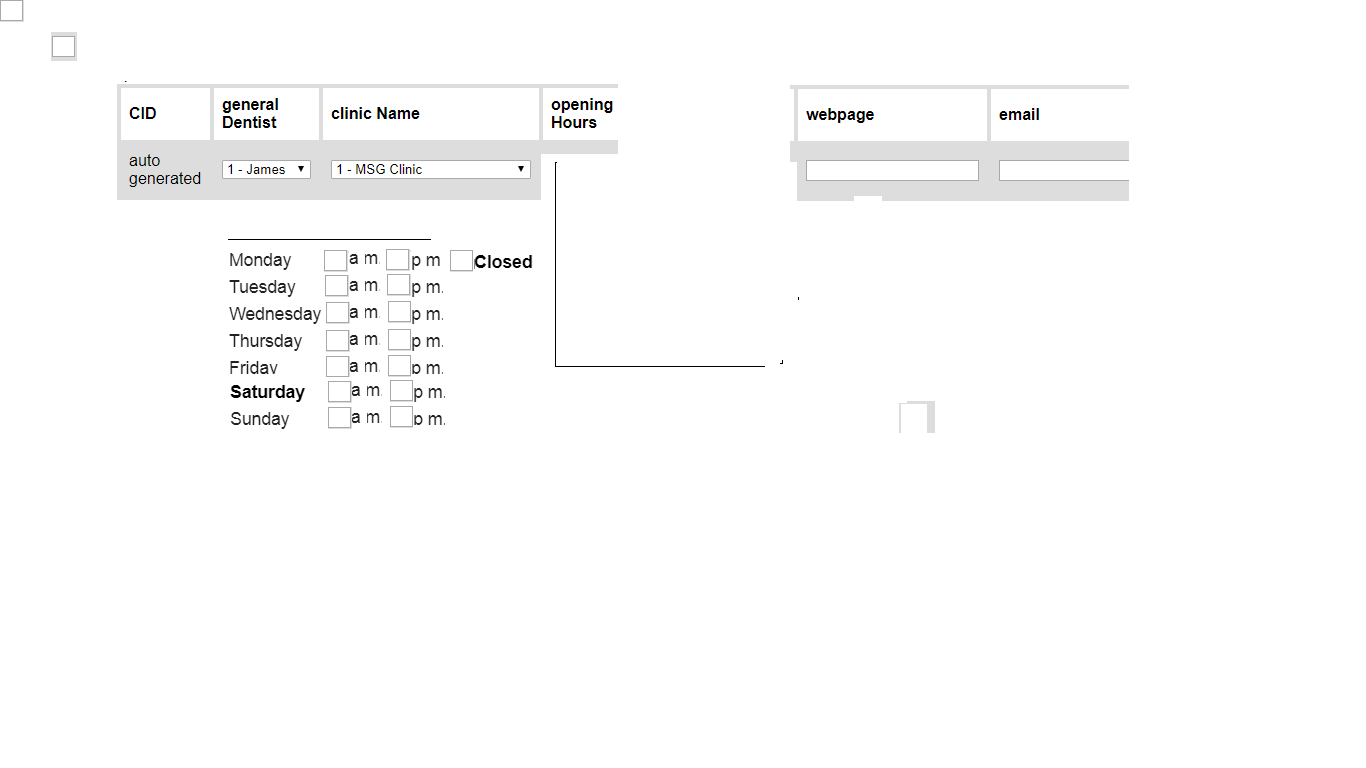 CID general Dentist clinic Name opening Hours webpage email
auto generated 1 - James 1 - MSG Clinic
Monday a m. p m Closed
Tuesday a m. p m.
Wednesday a m. p m.
Thursday a m. p m.
Friday a m. p m.
Saturday a m. p m.
Sunday a m. p m.